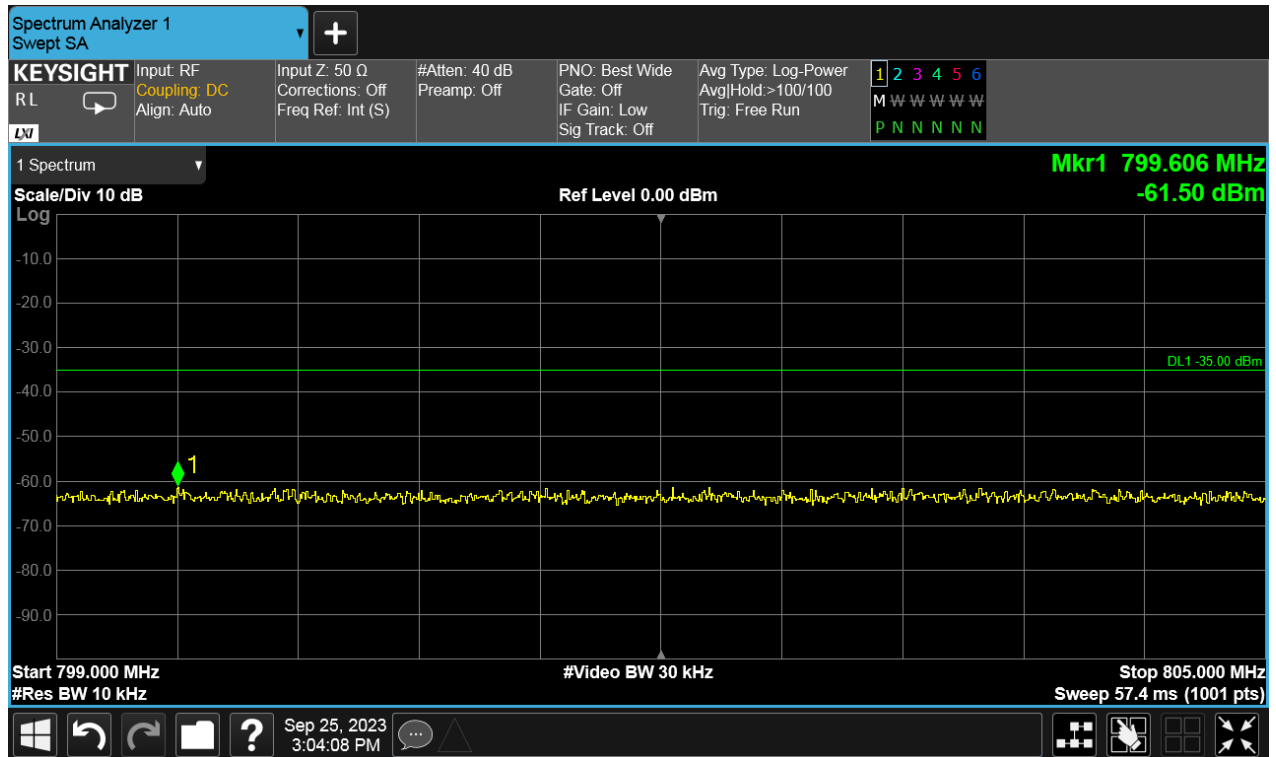 Spectrum Analyzer 1
Swept SA
KEYSIGHT
RL
LXI
Input: RF
Coupling: DC
Align: Auto
Input Z: 50 Ω
Corrections: Off
Freq Ref: Int (S)
#Atten: 40 dB
Preamp: Off
PNO: Best Wide
Gate: Off
IF Gain: Low
Sig Track: Off
Avg Type: Log-Power
Avg|Hold:>100/100
Trig: Free Run
1 2 3 4 5 6
M W W W W W
P N N N N N
1 Spectrum
Mkr1 799.606 MHz
-61.50 dBm
Scale/Div 10 dB
Ref Level 0.00 dBm
Log
-10.0
-20.0
-30.0
DL1 -35.00 dBm
-40.0
-50.0
1
-60.0
-70.0
-80.0
-90.0
Start 799.000 MHz
#Video BW 30 kHz
Stop 805.000 MHz
#Res BW 10 kHz
Sweep 57.4 ms (1001 pts)
?
Sep 25, 2023
3:04:08 PM